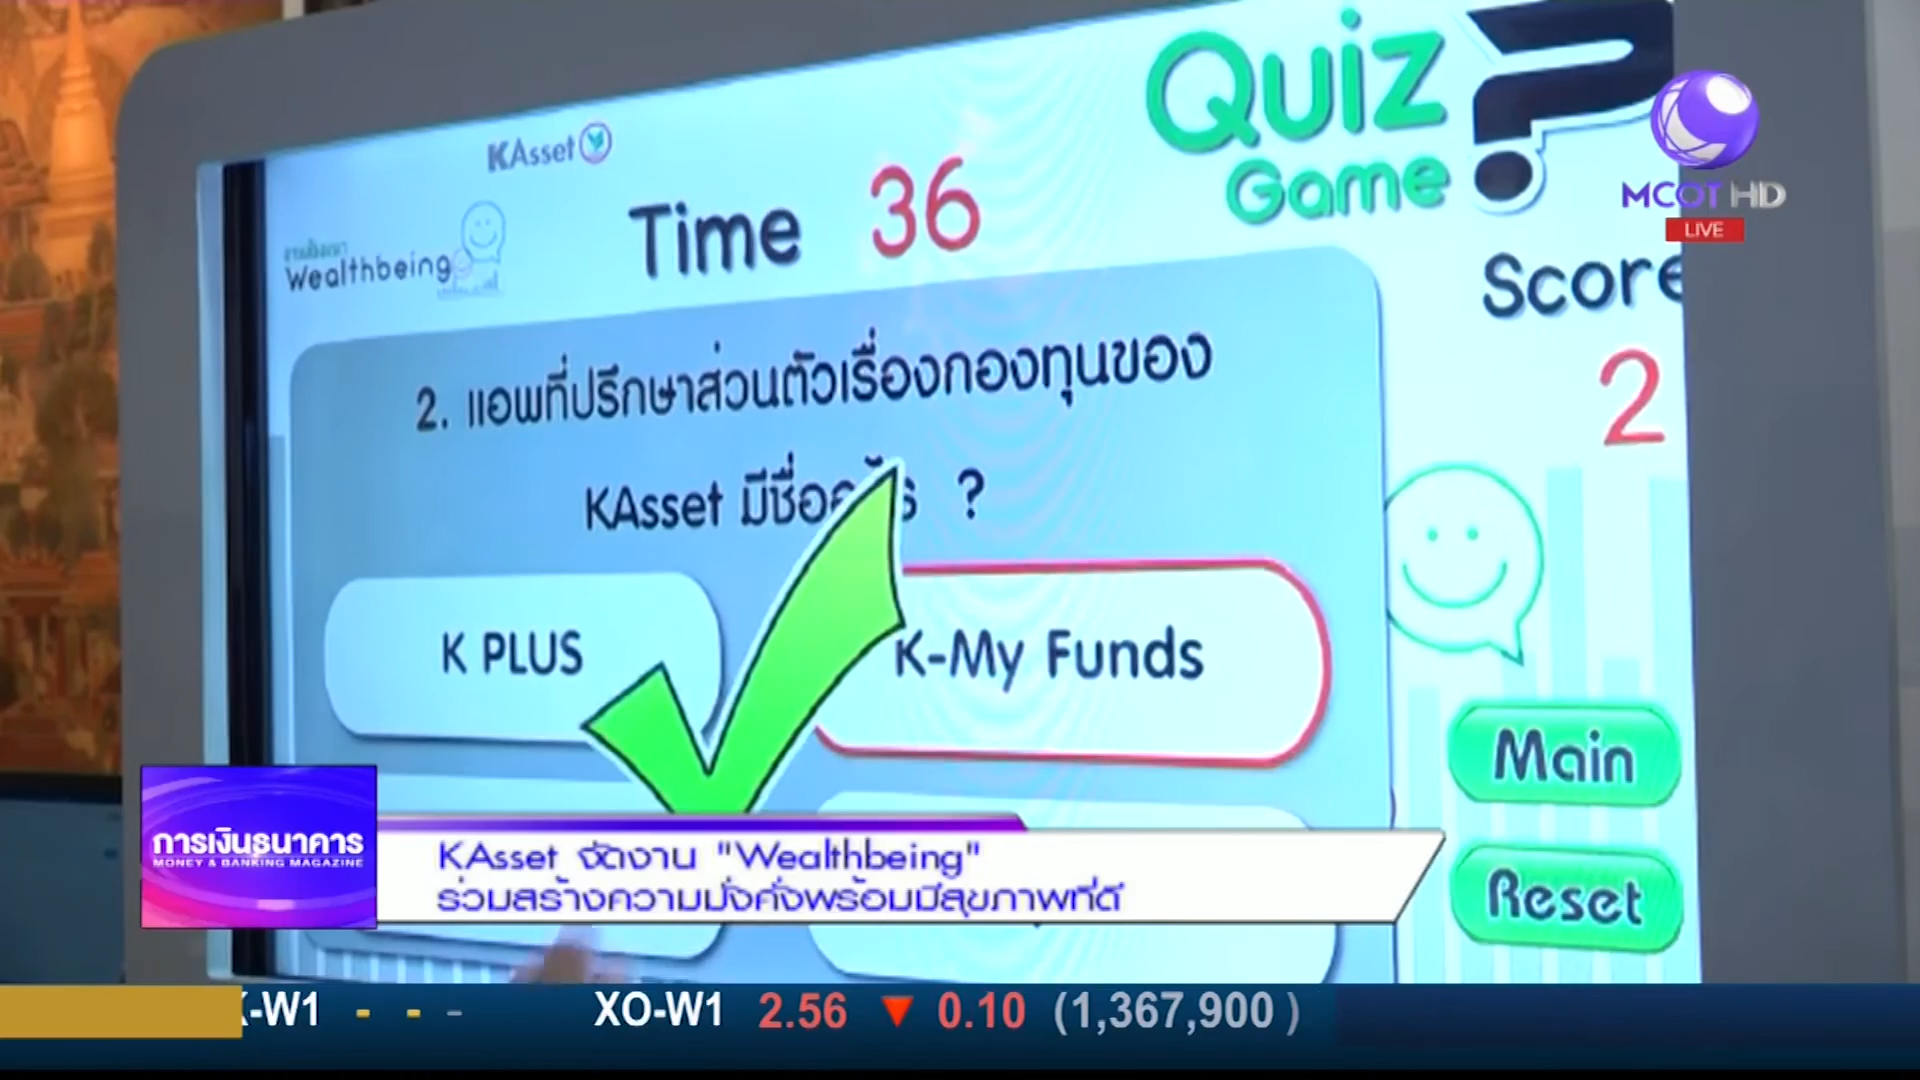 KAsset
Quiz
Game
MCOT HD
LIVE
Time 36
Wealthbeing
Score
2
2. แอพที่ปรึกษาส่วนตัวเรื่องกองทุนของ
KAsset มีชื่อ ?
K PLUS
K-My Funds
Main
Reset
การเงินธนาคาร
MONEY & BANKING MAGAZINE
KAsset จัดงาน "Wealthbeing"
ร่วมสร้างความมั่งคั่งพร้อมมีสุขภาพที่ดี
-W1 - - - XO-W1 2.56 ▼ 0.10 (1,367,900 )